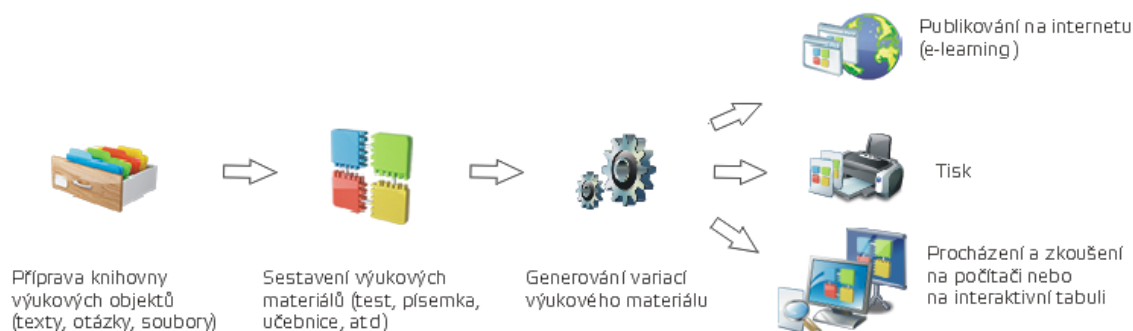 Publikování na internetu
(e-learning)
Tisk
Příprava knihovny
výukových objektů
(texty, otázky, soubory)
Sestavení výukových
materiálů (test, písemka,
učebnice, atd)
Generování variací
výukového materiálu
Procházení a zkoušení
na počítači nebo
na interaktivní tabuli